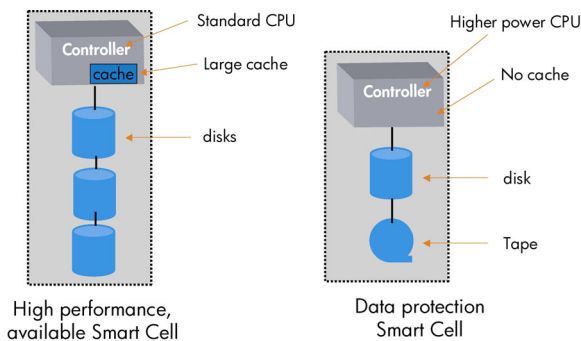 Standard CPU
Controller
cache
Large cache
disks
High performance,
available Smart Cell
Higher power CPU
No cache
Controller
disk
Tape
Data protection
Smart Cell